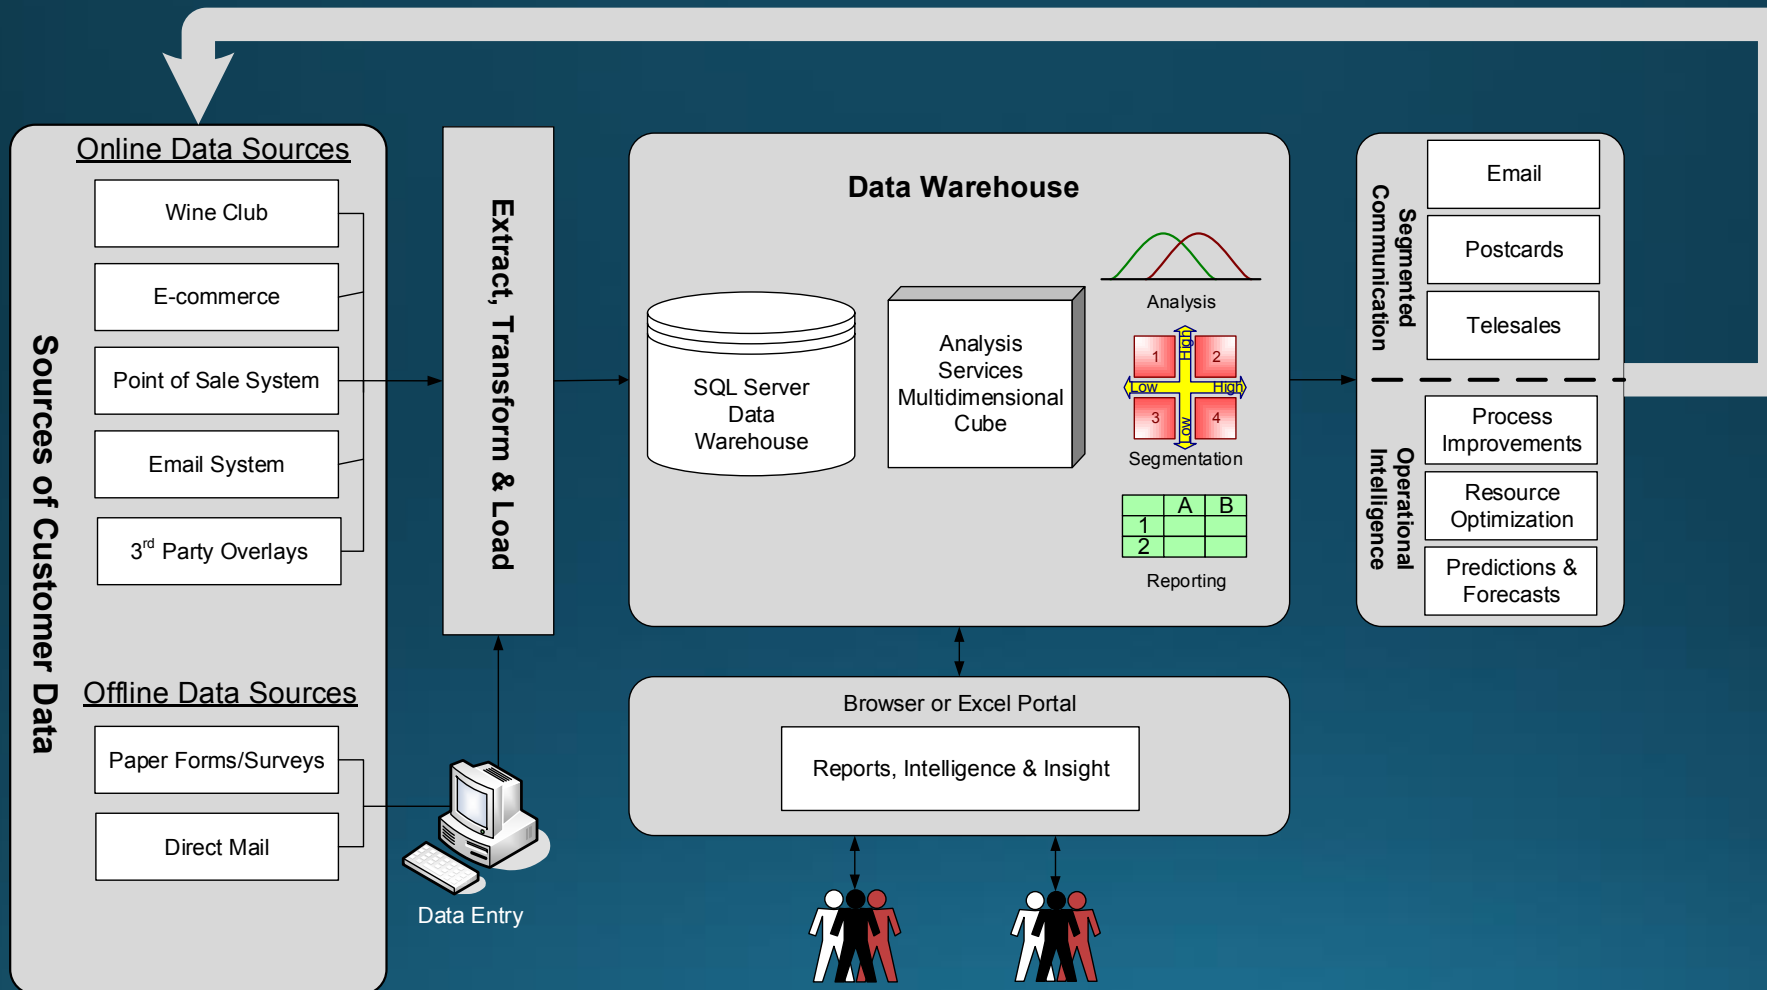 Sources of Customer Data
Online Data Sources
Wine Club
E-commerce
Point of Sale System
Email System
3rd Party Overlays
Offline Data Sources
Paper Forms/Surveys
Direct Mail
Data Entry
Extract, Transform & Load
Data Warehouse
SQL Server
Data
Warehouse
Analysis
Services
Multidimensional
Cube
Analysis
1
2
3
4
High
Low
High
Low
Segmentation
A B
1
2
Reporting
Browser or Excel Portal
Reports, Intelligence & Insight
Segmented
Communication
Email
Postcards
Telesales
Operational
Intelligence
Process
Improvements
Resource
Optimization
Predictions &
Forecasts